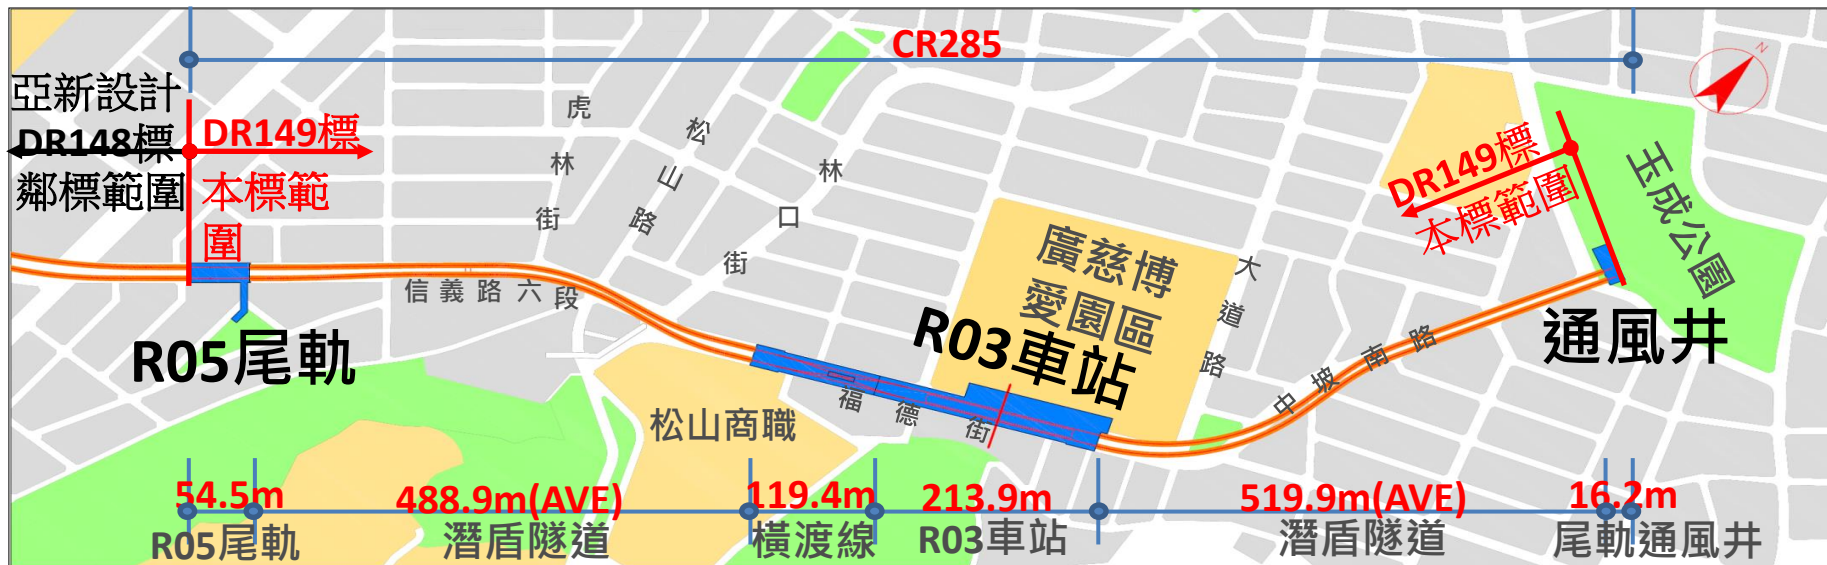 CR285
N
亞新設計
DR148標
鄰標範圍
DR149標
本標範
圍
DR149標
本標範圍
玉成公園
虎林街
松山路
林口街
廣慈博
愛園區
大道路
信義路六段
R05尾軌
R03車站
通風井
中坡南路
福德街
松山商職
54.5m
R05尾軌
488.9m(AVE)
潛盾隧道
119.4m
橫渡線
213.9m
R03車站
519.9m(AVE)
潛盾隧道
16.2m
尾軌通風井